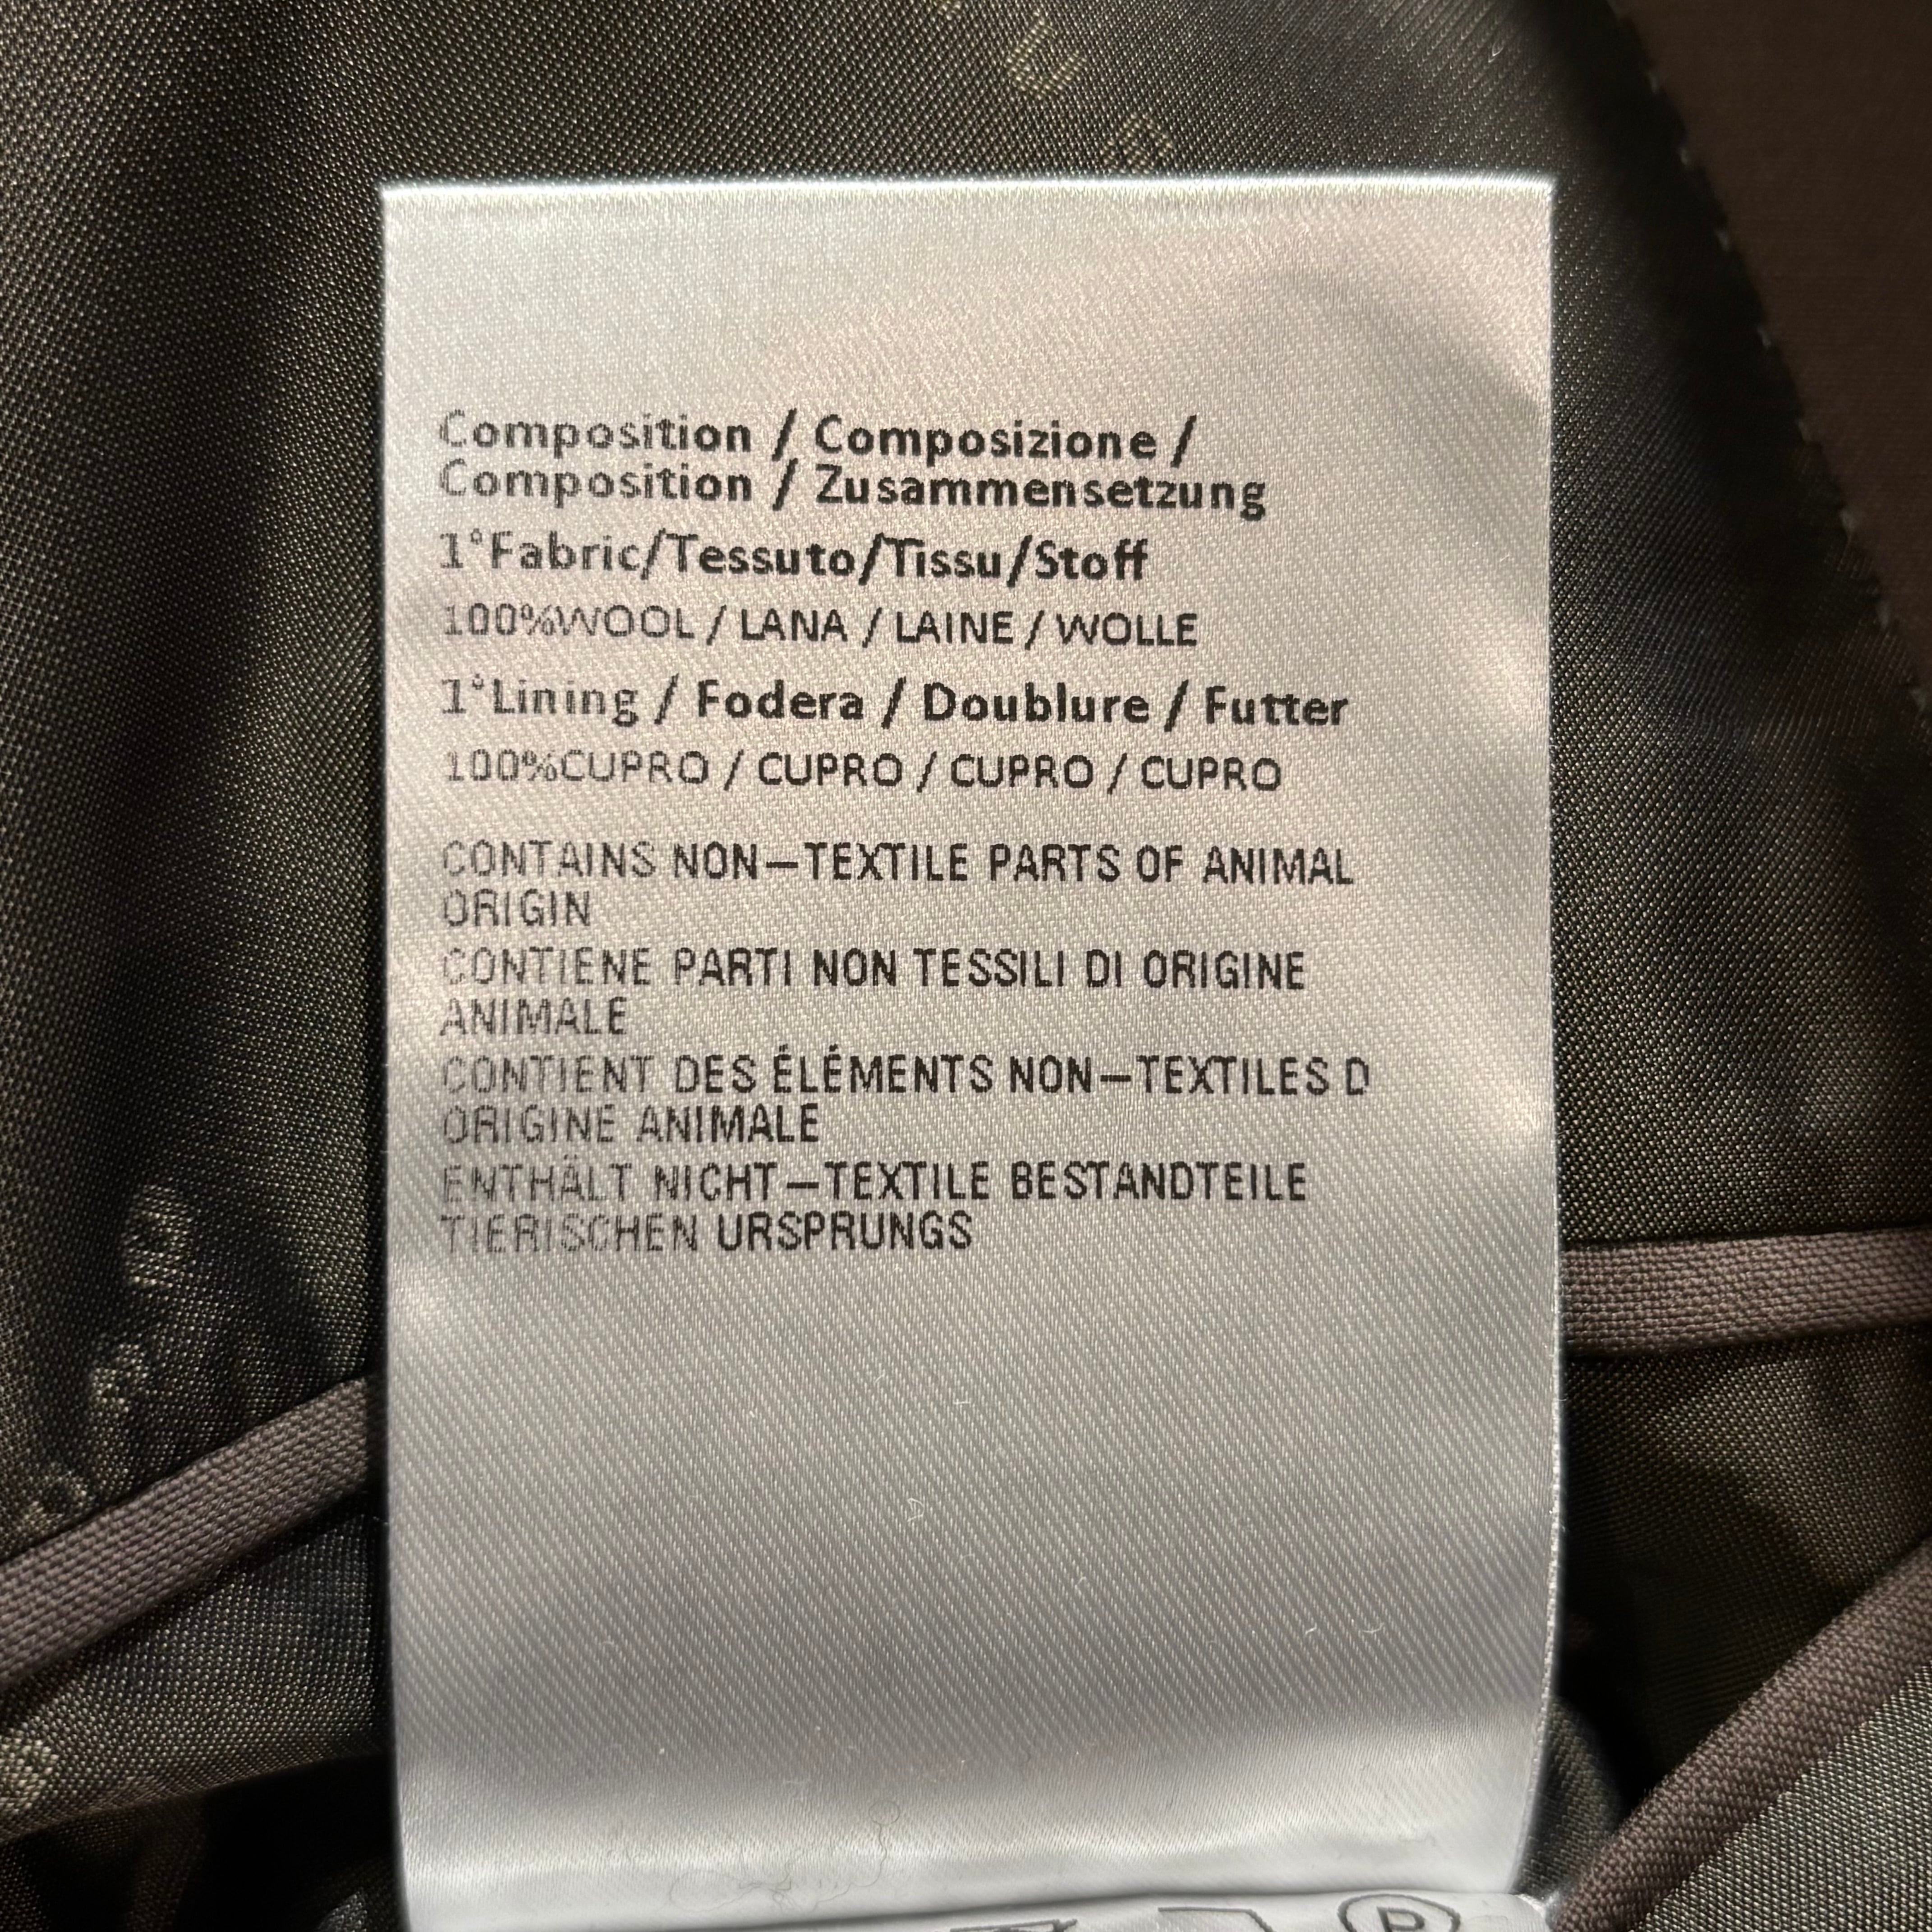 Composition / Composizione /
Composition / Zusammensetzung
1°Fabric/Tessuto/Tissu/Stoff
100%WOOL / LANA / LAINE / WOLLE
1°Lining / Fodera / Doublure / Futter
100%CUPRO / CUPRO / CUPRO / CUPRO
CONTAINS NON-TEXTILE PARTS OF ANIMAL
ORIGIN
CONTIENE PARTI NON TESSILI DI ORIGINE
ANIMALE
CONTIENT DES ÉLÉMENTS NON-TEXTILES D
ORIGINE ANIMALE
ENTHÄLT NICHT-TEXTILE BESTANDTEILE
TIERISCHEN URSPRUNGS
P